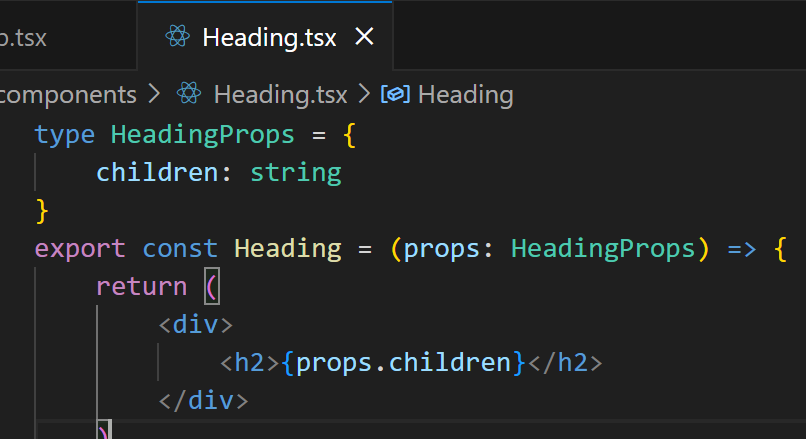 p.tsx Heading.tsx ×
components > Heading.tsx > Heading
type HeadingProps = {
    children: string
}
export const Heading = (props: HeadingProps) => {
    return (
        <div>
            <h2>{props.children}</h2>
        </div>
    )